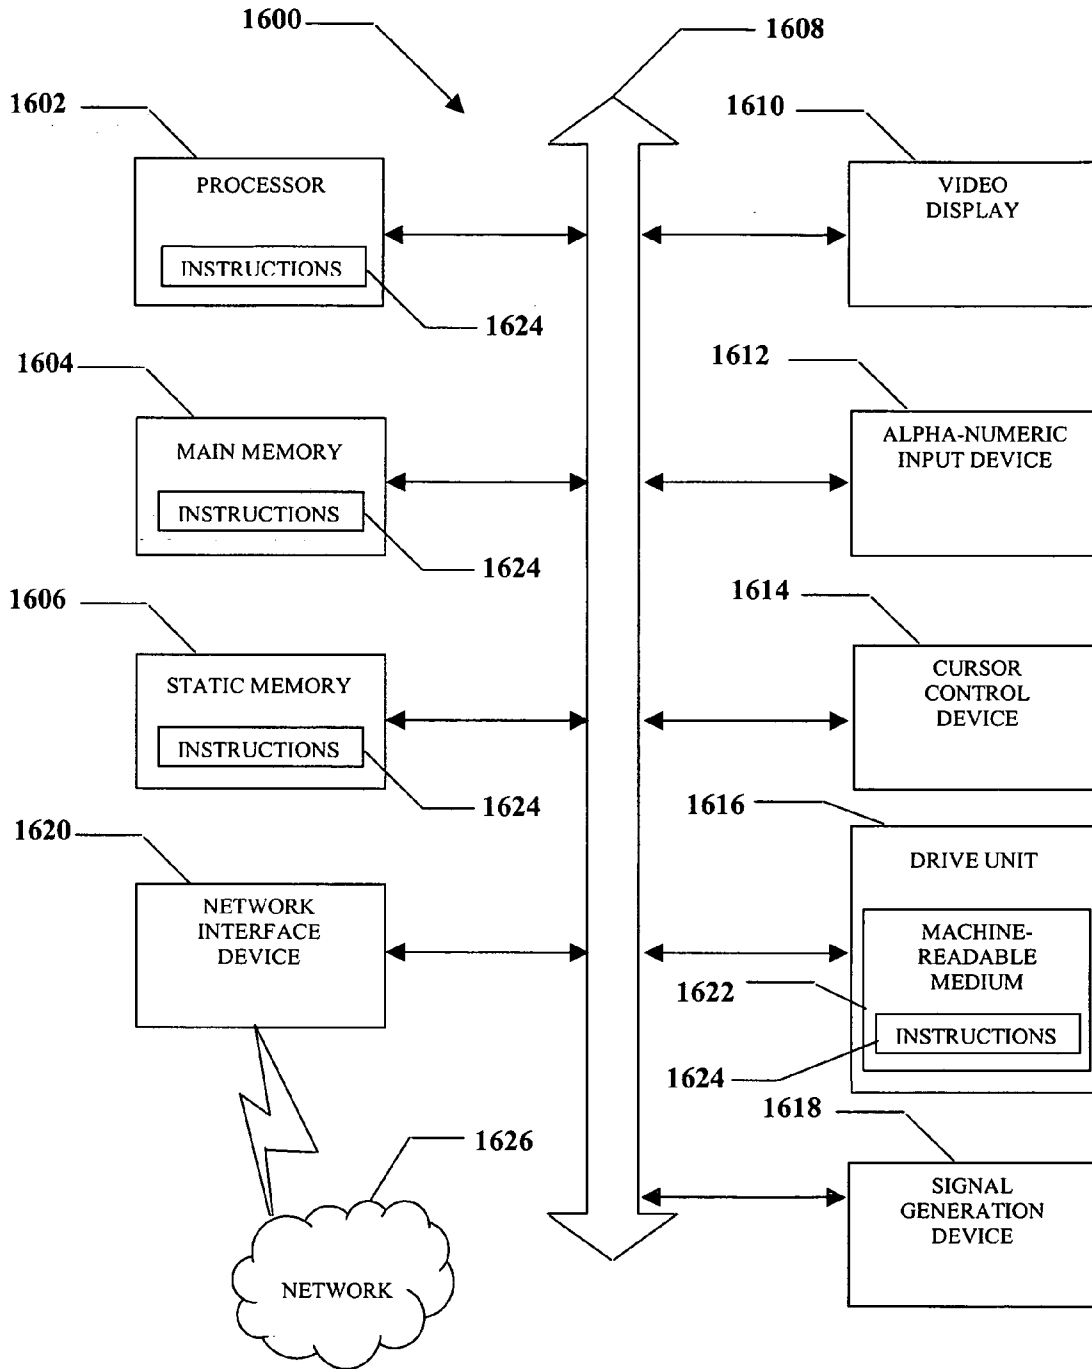 1600
1608
1602
1610
PROCESSOR
INSTRUCTIONS
1624
VIDEO
DISPLAY
1604
1612
MAIN MEMORY
INSTRUCTIONS
1624
ALPHA-NUMERIC
INPUT DEVICE
1606
1614
STATIC MEMORY
INSTRUCTIONS
1624
CURSOR
CONTROL
DEVICE
1620
1616
NETWORK
INTERFACE
DEVICE
DRIVE UNIT
MACHINE-
READABLE
MEDIUM
1622
INSTRUCTIONS
1624
1618
1626
NETWORK
SIGNAL
GENERATION
DEVICE